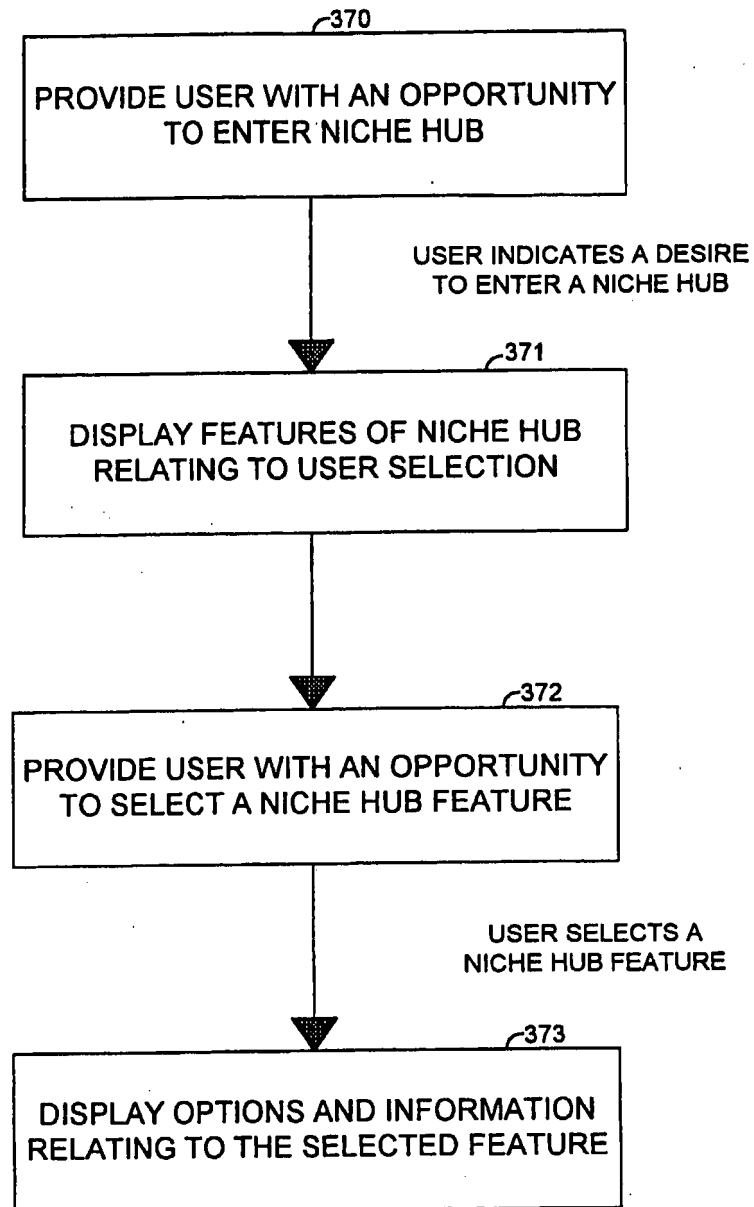 370
PROVIDE USER WITH AN OPPORTUNITY
TO ENTER NICHE HUB
USER INDICATES A DESIRE
TO ENTER A NICHE HUB
371
DISPLAY FEATURES OF NICHE HUB
RELATING TO USER SELECTION
372
PROVIDE USER WITH AN OPPORTUNITY
TO SELECT A NICHE HUB FEATURE
USER SELECTS A
NICHE HUB FEATURE
373
DISPLAY OPTIONS AND INFORMATION
RELATING TO THE SELECTED FEATURE